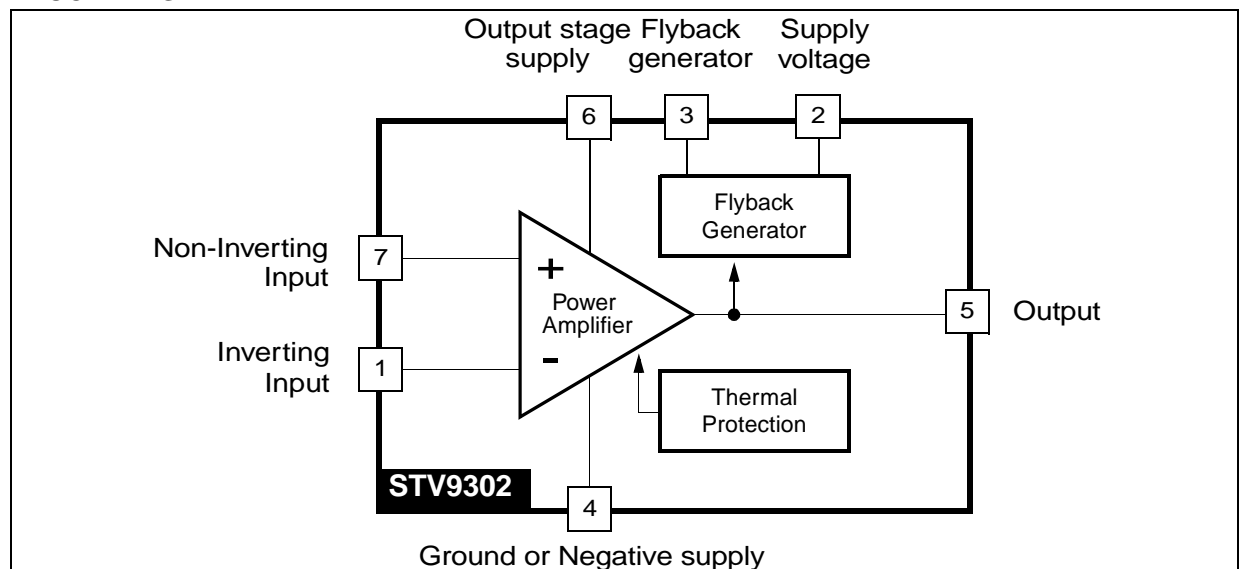 Output stage
supply
Flyback
generator
Supply
voltage
6
3
2
Flyback
Generator
Non-Inverting
Input
7
+
Power
Amplifier
-
5
Output
Inverting
Input
1
Thermal
Protection
STV9302
4
Ground or Negative supply